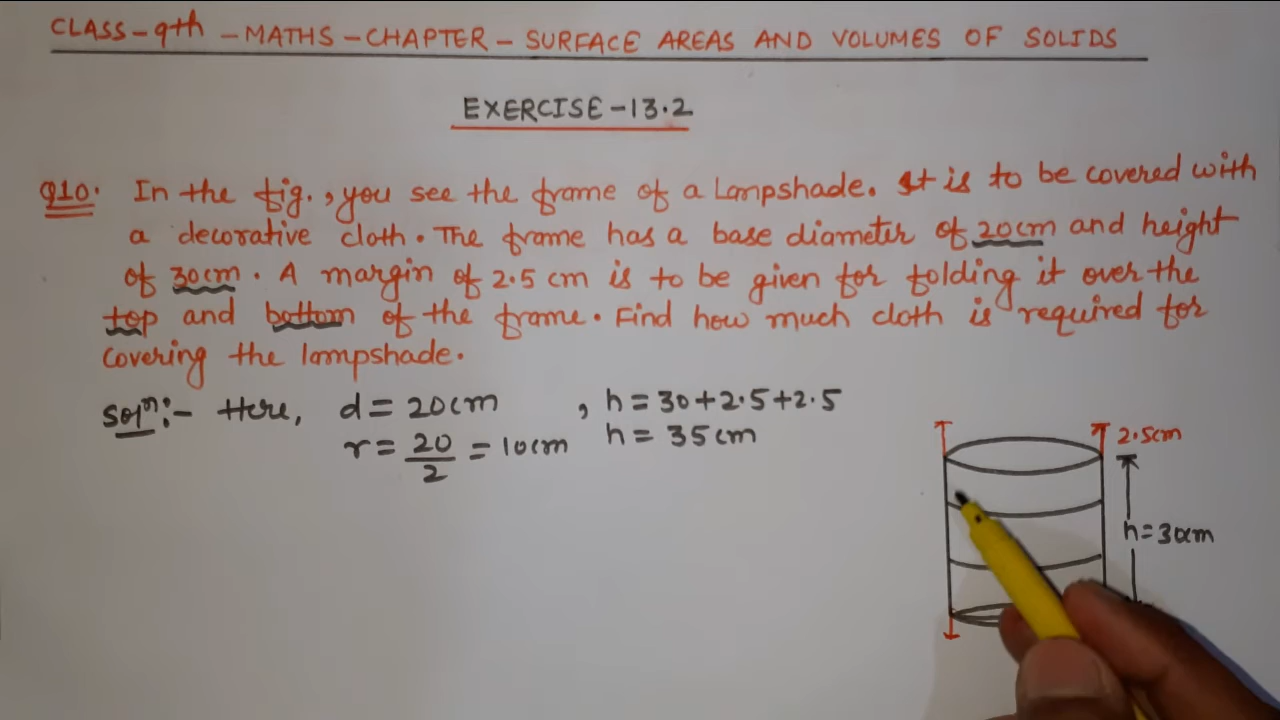 CLASS-9th-MATHS-CHAPTER-SURFACE AREAS AND VOLUMES OF SOLIDS
EXERCISE-13.2
Q10. In the fig., you see the frame of a Lampshade. It is to be covered with
a decorative cloth. The frame has a base diameter of 20cm and height
of 30cm. A margin of 2.5 cm is to be given for folding it over the
top and bottom of the frame. Find how much cloth is required for
covering the lampshade.
Solⁿ:- Here, d = 20cm , h = 30+2.5+2.5
r = 20/2 = 10cm h = 35cm
2.5cm
h=30cm